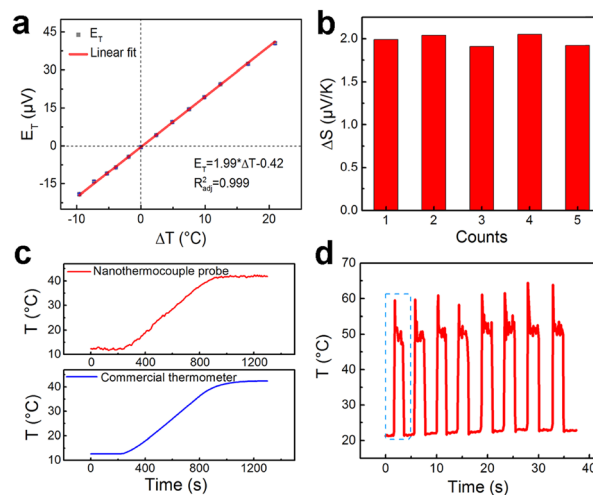 a
E_T
Linear fit
45
30
15
0
-15
E_T (µV)
E_T=1.99*ΔT-0.42
R²_adj=0.999
-10 0 10 20
ΔT (°C)
b
2.0
1.5
1.0
0.5
0.0
ΔS (µV/K)
1 2 3 4 5
Counts
c
Nanothermocouple probe
40
30
20
10
T (°C)
0 400 800 1200
Commercial thermometer
40
30
20
10
T (°C)
0 400 800 1200
Time (s)
d
70
60
50
40
30
20
T (°C)
0 10 20 30 40
Time (s)